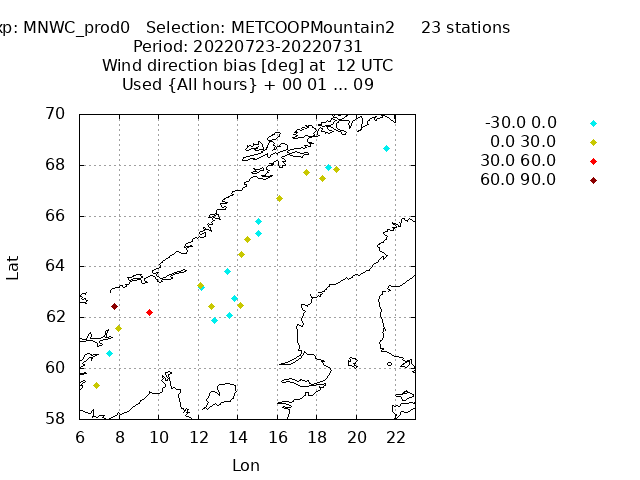 xp: MNWC_prod0   Selection: METCOOPMountain2     23 stations
Period: 20220723-20220731
Wind direction bias [deg] at  12 UTC
Used {All hours} + 00 01 ... 09
-30.0 0.0
0.0 30.0
30.0 60.0
60.0 90.0
70
68
66
64
62
60
58
Lat
6 8 10 12 14 16 18 20 22
Lon